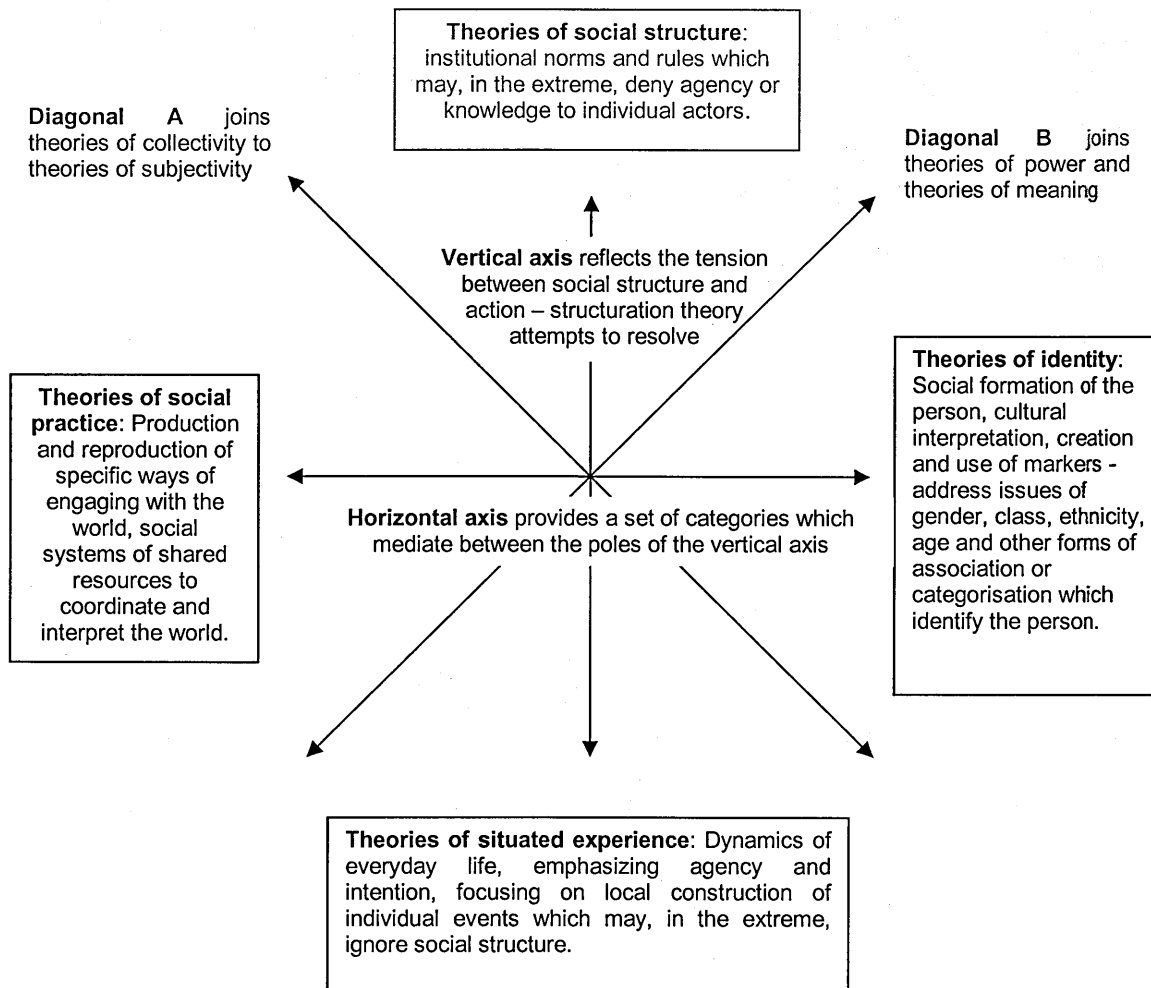 Theories of social structure:
institutional norms and rules which
may, in the extreme, deny agency or
knowledge to individual actors.
Diagonal A joins
theories of collectivity to
theories of subjectivity
Diagonal B joins
theories of power and
theories of meaning
Vertical axis reflects the tension
between social structure and
action – structuration theory
attempts to resolve
Theories of social
practice: Production
and reproduction of
specific ways of
engaging with the
world, social
systems of shared
resources to
coordinate and
interpret the world.
Theories of identity:
Social formation of the
person, cultural
interpretation, creation
and use of markers -
address issues of
gender, class, ethnicity,
age and other forms of
association or
categorisation which
identify the person.
Horizontal axis provides a set of categories which
mediate between the poles of the vertical axis
Theories of situated experience: Dynamics of
everyday life, emphasizing agency and
intention, focusing on local construction of
individual events which may, in the extreme,
ignore social structure.